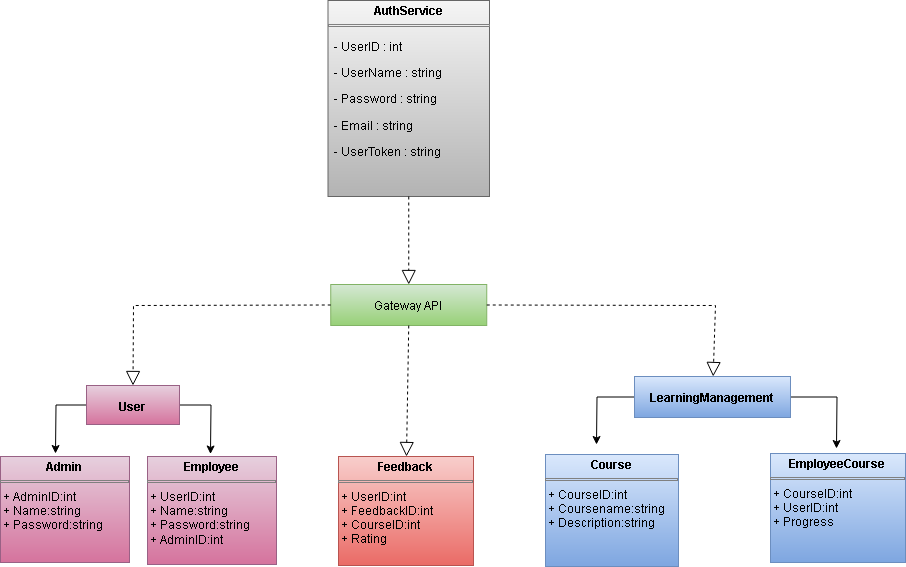 AuthService
- UserID : int
- UserName : string
- Password : string
- Email : string
- UserToken : string
Gateway API
User
LearningManagement
Admin
+ AdminID:int
+ Name:string
+ Password:string
Employee
+ UserID:int
+ Name:string
+ Password:string
+ AdminID:int
Feedback
+ UserID:int
+ FeedbackID:int
+ CourseID:int
+ Rating
Course
+ CourseID:int
+ Coursename:string
+ Description:string
EmployeeCourse
+ CourseID:int
+ UserID:int
+ Progress